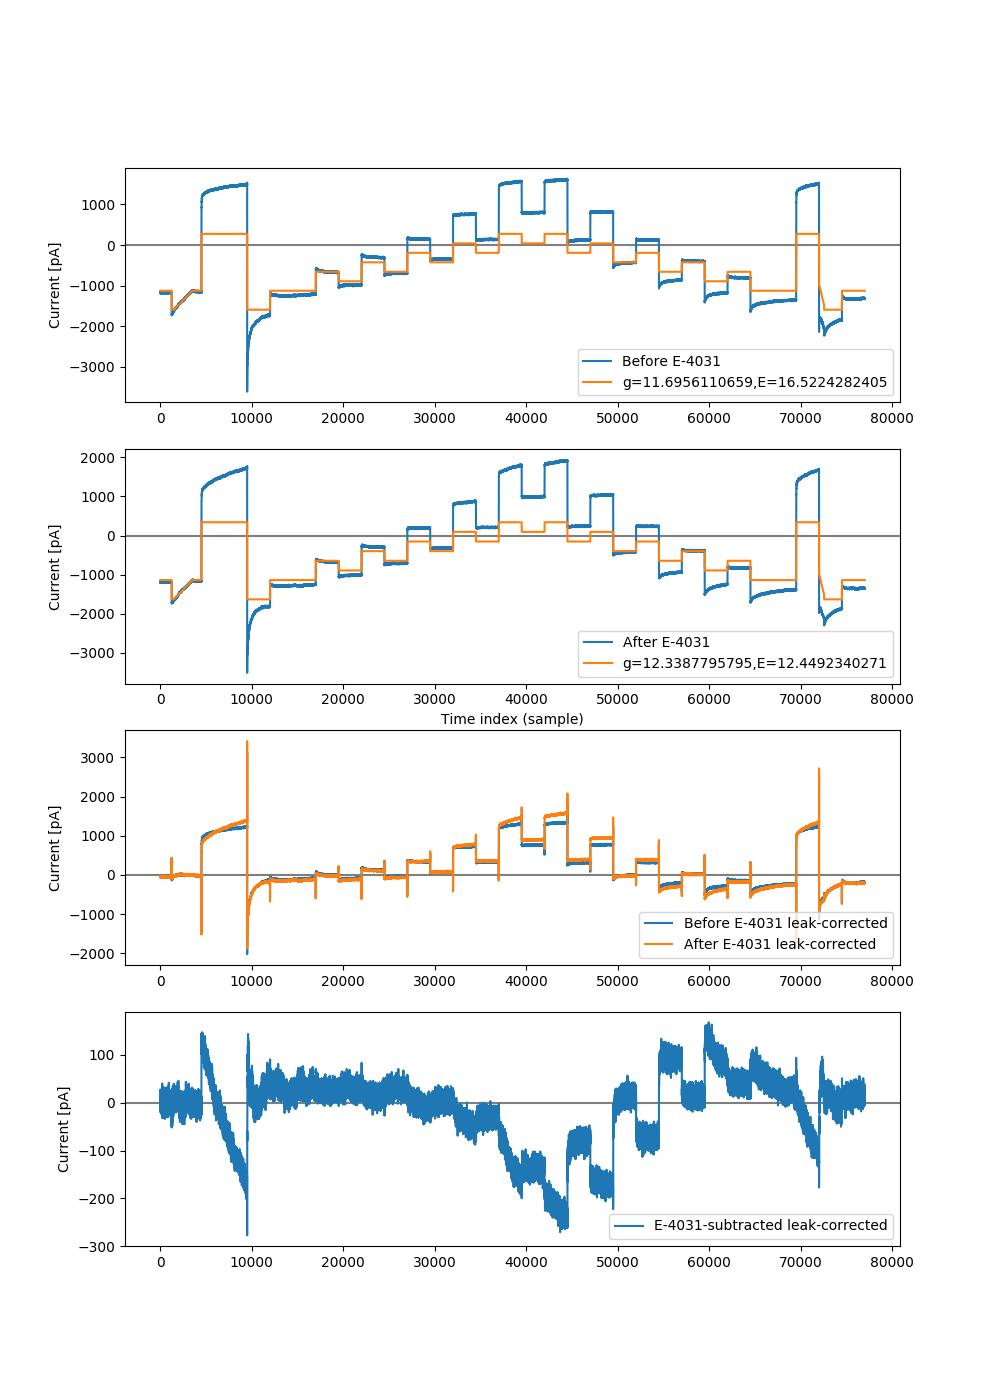 1000
0
−1000
−2000
−3000
Current [pA]
Before E-4031
g=11.6956110659,E=16.5224282405
0 10000 20000 30000 40000 50000 60000 70000 80000
2000
1000
0
−1000
−2000
−3000
Current [pA]
After E-4031
g=12.3387795795,E=12.4492340271
0 10000 20000 30000 40000 50000 60000 70000 80000
Time index (sample)
3000
2000
1000
0
−1000
−2000
Current [pA]
Before E-4031 leak-corrected
After E-4031 leak-corrected
0 10000 20000 30000 40000 50000 60000 70000 80000
100
0
−100
−200
−300
Current [pA]
E-4031-subtracted leak-corrected
0 10000 20000 30000 40000 50000 60000 70000 80000